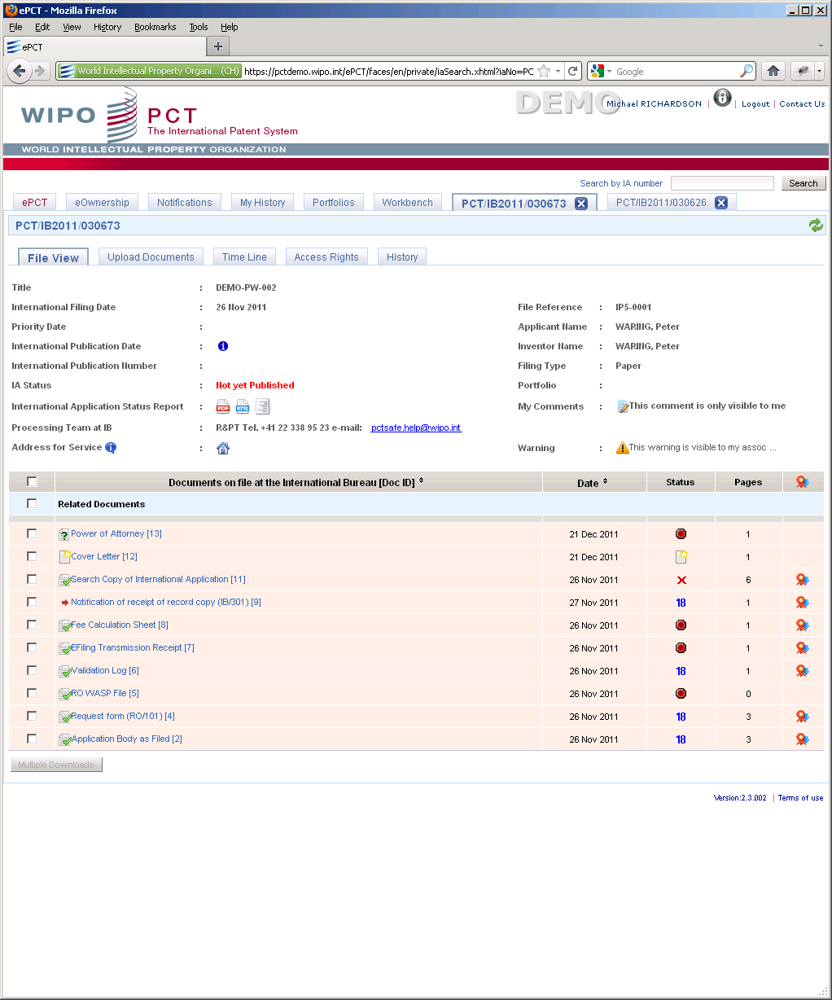 ePCT - Mozilla Firefox
File Edit View History Bookmarks Tools Help
ePCT
World Intellectual Property Organi... (CH) https://pctdemo.wipo.int/ePCT/faces/en/private/iaSearch.xhtml?iaNo=PC Google
DEMO
Michael RICHARDSON | | Logout | Contact Us
WIPO PCT
The International Patent System
WORLD INTELLECTUAL PROPERTY ORGANIZATION
Search by IA number Search
ePCT eOwnership Notifications My History Portfolios Workbench PCT/IB2011/030673 PCT/IB2011/030626
PCT/IB2011/030673
File View Upload Documents Time Line Access Rights History
Title : DEMO-PW-002
International Filing Date : 26 Nov 2011 File Reference : IP5-0001
Priority Date : Applicant Name : WARING, Peter
International Publication Date : Inventor Name : WARING, Peter
International Publication Number : Filing Type : Paper
IA Status : Not yet Published Portfolio :
International Application Status Report : PDF XML My Comments : This comment is only visible to me
Processing Team at IB : R&PT Tel. +41 22 338 95 23 e-mail: pctsafe.help@wipo.int
Address for Service : Warning : This warning is visible to my assoc ...
Documents on file at the International Bureau [Doc ID] Date Status Pages
Related Documents
Power of Attorney [13] 21 Dec 2011 1
Cover Letter [12] 21 Dec 2011 1
Search Copy of International Application [11] 26 Nov 2011 6
Notification of receipt of record copy (IB/301) [9] 27 Nov 2011 18 1
Fee Calculation Sheet [8] 26 Nov 2011 1
EFiling Transmission Receipt [7] 26 Nov 2011 1
Validation Log [6] 26 Nov 2011 18 1
RO WASP File [5] 26 Nov 2011 0
Request form (RO/101) [4] 26 Nov 2011 18 3
Application Body as Filed [2] 26 Nov 2011 18 3
Multiple Downloads
Version:2.3.002 | Terms of use